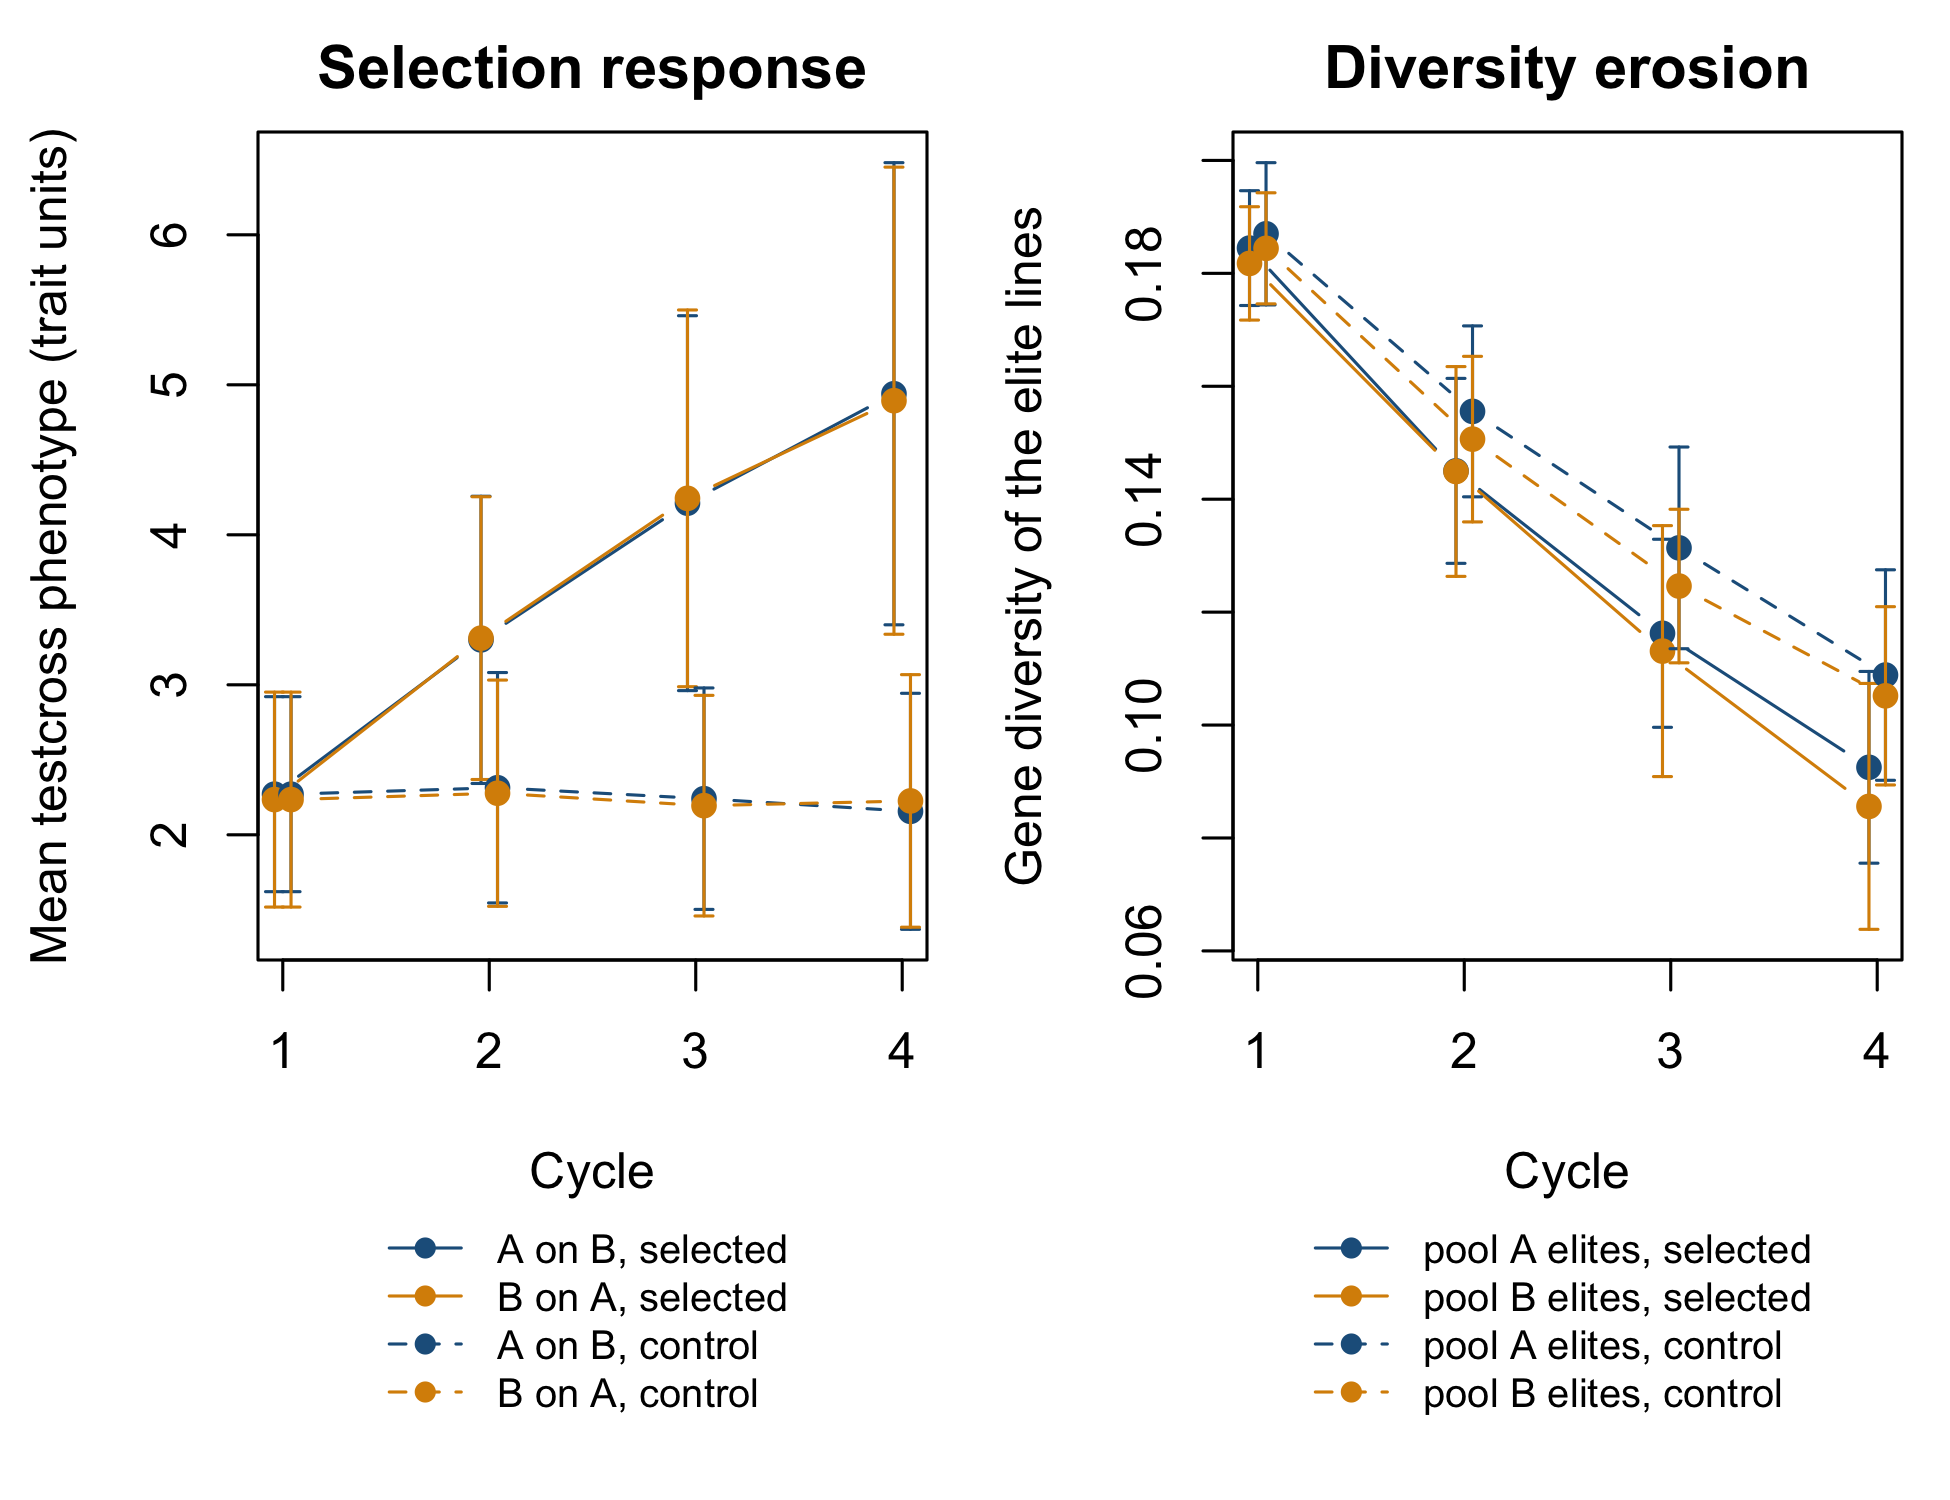 Selection response
Mean testcross phenotype (trait units)
6
5
4
3
2
1 2 3 4
Cycle
A on B, selected
B on A, selected
A on B, control
B on A, control
Diversity erosion
Gene diversity of the elite lines
0.18
0.14
0.10
0.06
1 2 3 4
Cycle
pool A elites, selected
pool B elites, selected
pool A elites, control
pool B elites, control